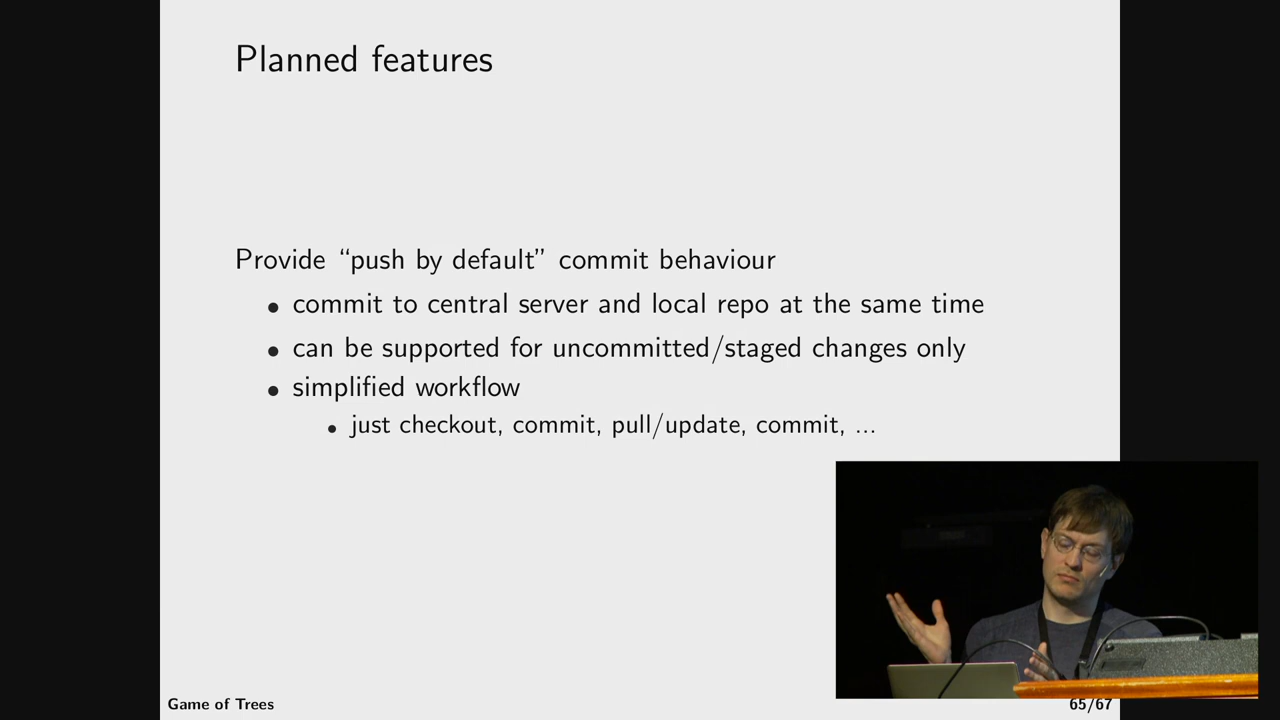 Planned features
Provide “push by default” commit behaviour
• commit to central server and local repo at the same time
• can be supported for uncommitted/staged changes only
• simplified workflow
• just checkout, commit, pull/update, commit, ...
Game of Trees
65/67